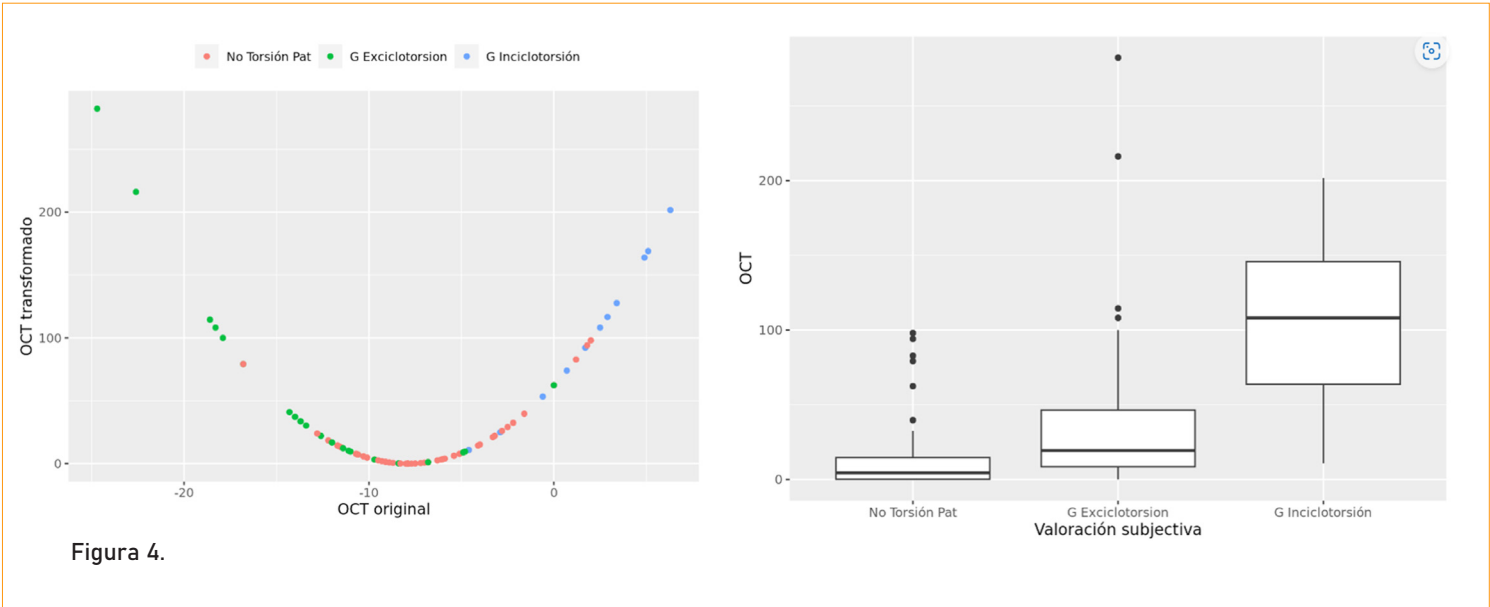 No Torsión Pat G Exciclotorsion G Inciclotorsión
OCT transformado
200
100
0
-20 -10 0
OCT original
OCT
200
100
0
No Torsión Pat G Exciclotorsion G Inciclotorsión
Valoración subjectiva
Figura 4.